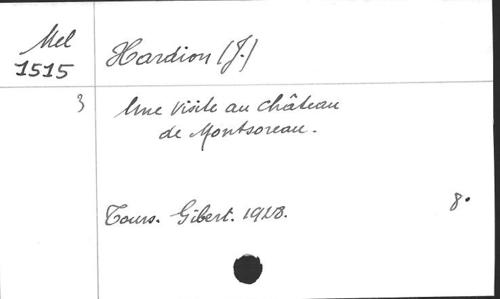 Mel
1515
Hardion (J.)
3
Une visite au château
de Montsoreau.
Tours. Gibert. 1928.
8°